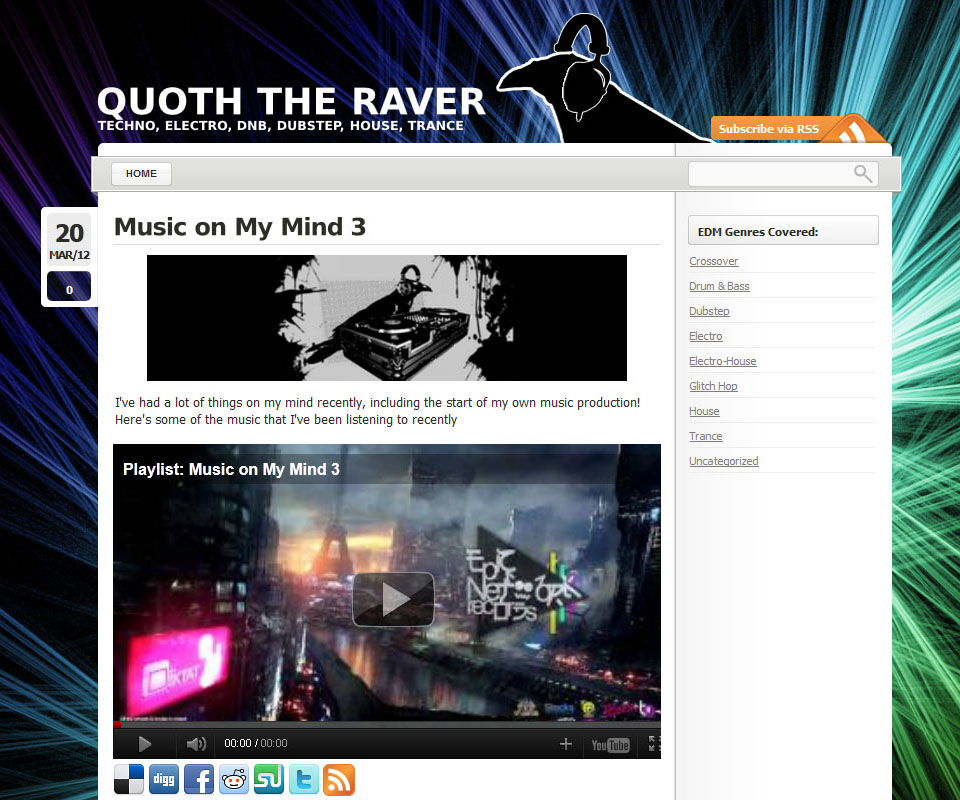 QUOTH THE RAVER
TECHNO, ELECTRO, DNB, DUBSTEP, HOUSE, TRANCE
Subscribe via RSS
HOME
20
MAR/12
0
Music on My Mind 3
I've had a lot of things on my mind recently, including the start of my own music production!
Here's some of the music that I've been listening to recently
Playlist: Music on My Mind 3
Epic
Network
records
00:00 / 00:00
YouTube
digg
EDM Genres Covered:
Crossover
Drum & Bass
Dubstep
Electro
Electro-House
Glitch Hop
House
Trance
Uncategorized